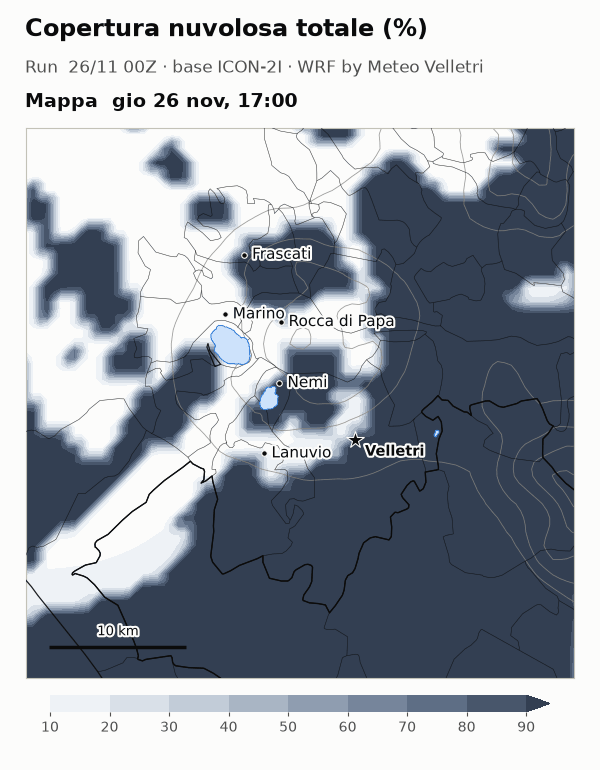 Copertura nuvolosa totale (%)
Run  26/11 00Z · base ICON-2I · WRF by Meteo Velletri
Mappa  gio 26 nov, 17:00
Frascati
Marino
Rocca di Papa
Nemi
Velletri
Lanuvio
10 km
10 20 30 40 50 60 70 80 90